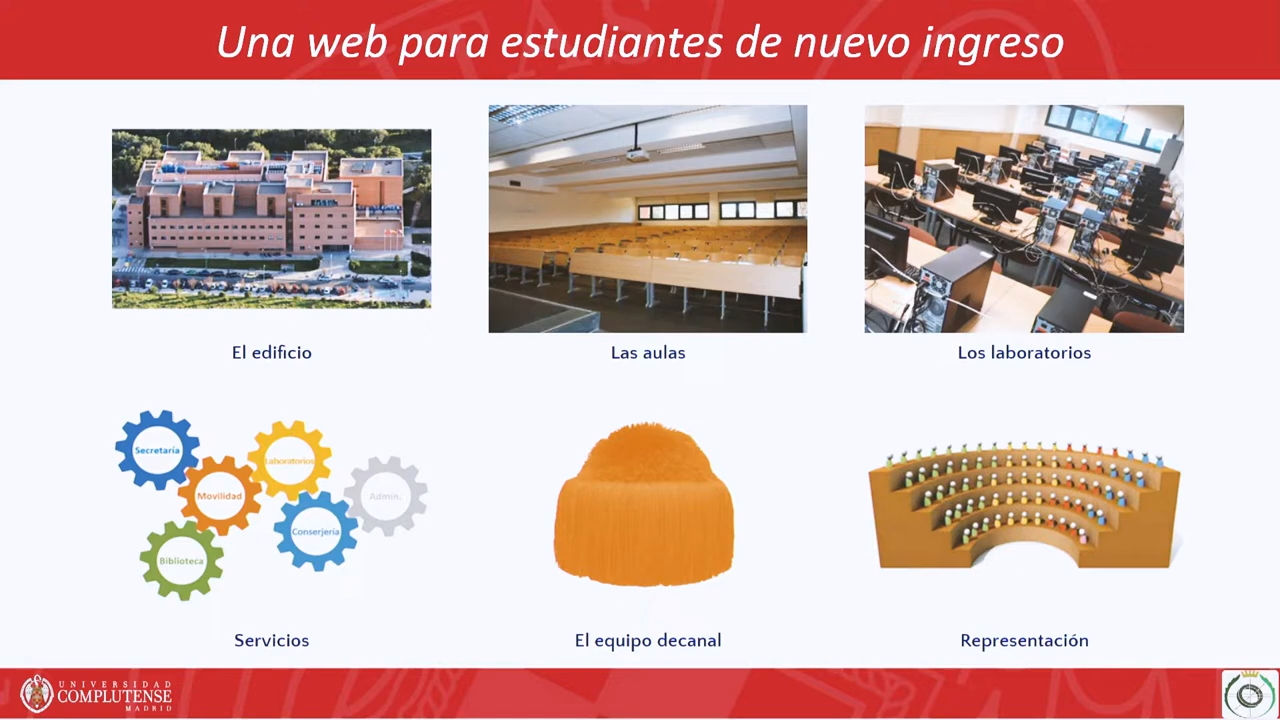 Una web para estudiantes de nuevo ingreso
El edificio
Las aulas
Los laboratorios
Secretaría
Laboratorios
Movilidad
Admin.
Conserjería
Biblioteca
Servicios
El equipo decanal
Representación
UNIVERSIDAD
COMPLUTENSE
MADRID